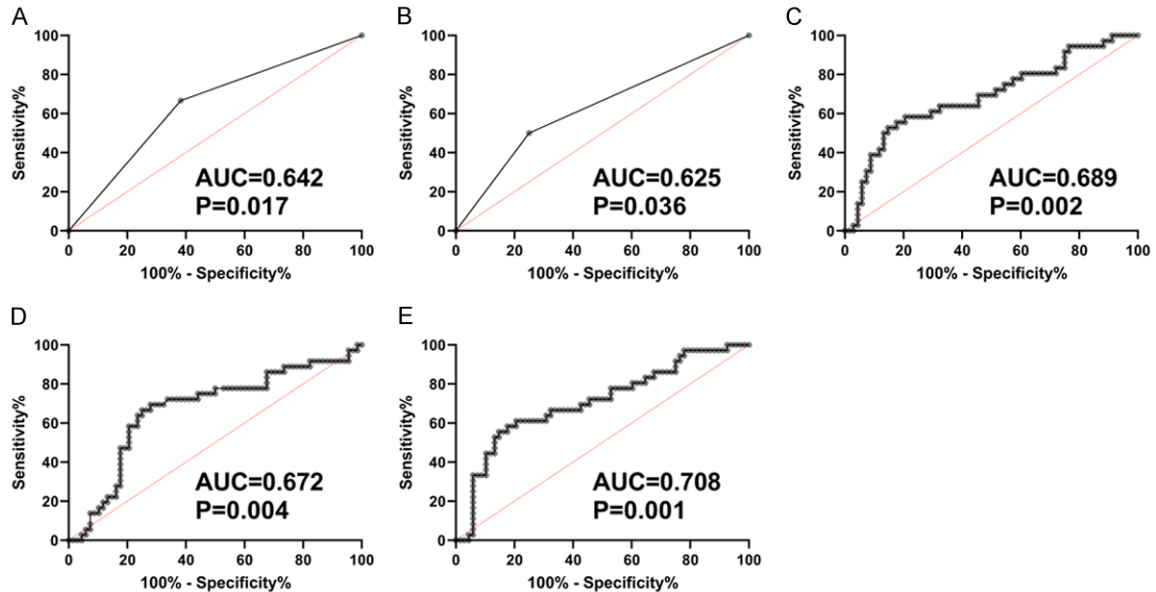 A
100
80
60
40
20
0
Sensitivity%
AUC=0.642
P=0.017
0 20 40 60 80 100
100% - Specificity%
B
100
80
60
40
20
0
Sensitivity%
AUC=0.625
P=0.036
0 20 40 60 80 100
100% - Specificity%
C
100
80
60
40
20
0
Sensitivity%
AUC=0.689
P=0.002
0 20 40 60 80 100
100% - Specificity%
D
100
80
60
40
20
0
Sensitivity%
AUC=0.672
P=0.004
0 20 40 60 80 100
100% - Specificity%
E
100
80
60
40
20
0
Sensitivity%
AUC=0.708
P=0.001
0 20 40 60 80 100
100% - Specificity%